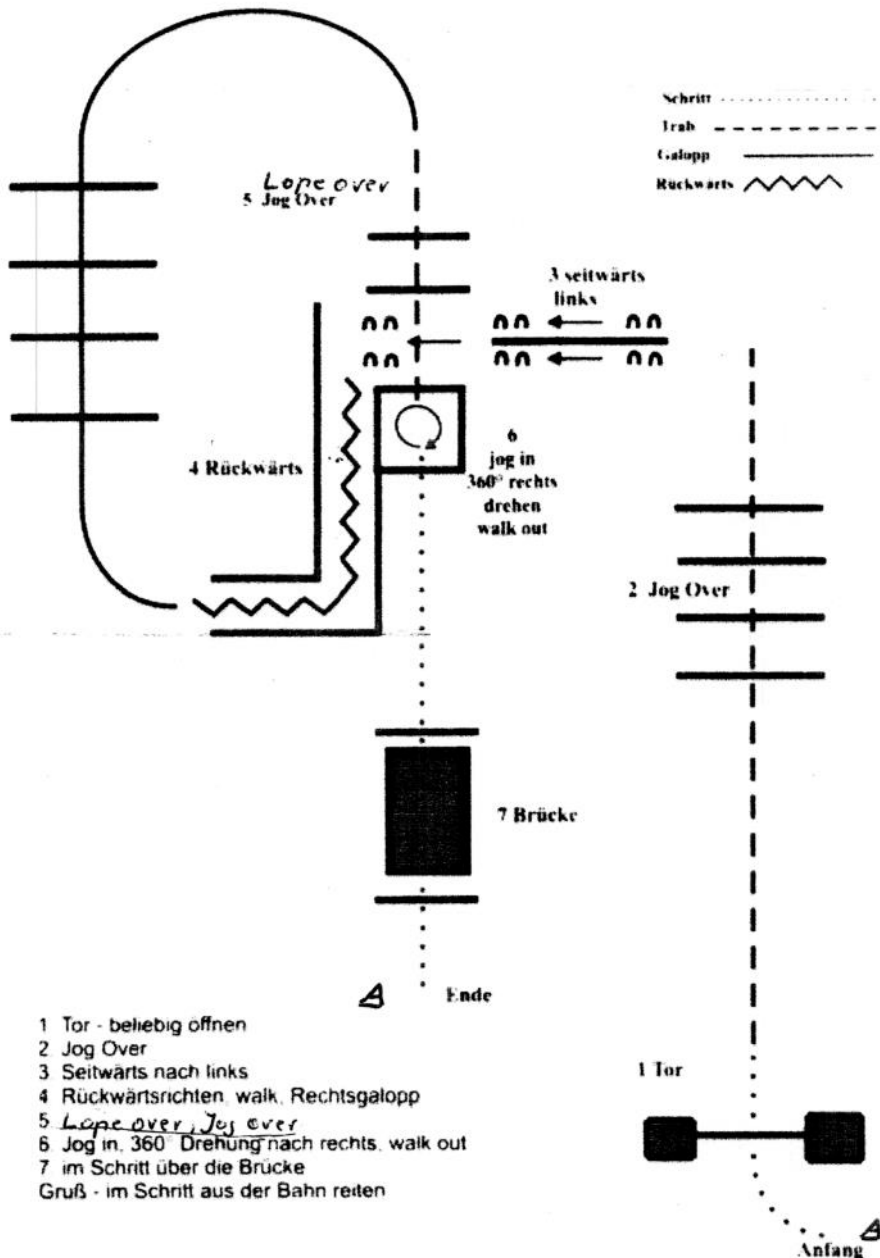 Schritt
Trab
Galopp
Rückwärts
Lope over
5 Jog Over
3 seitwärts
links
4 Rückwärts
6
jog in
360° rechts
drehen
walk out
2 Jog Over
7 Brücke
Ende
1 Tor
Anfang
1 Tor - beliebig öffnen
2 Jog Over
3 Seitwärts nach links
4 Rückwärtsrichten, walk, Rechtsgalopp
5 Lope over, Jog over
6 Jog in, 360° Drehung nach rechts, walk out
7 im Schritt über die Brücke
Gruß - im Schritt aus der Bahn reiten